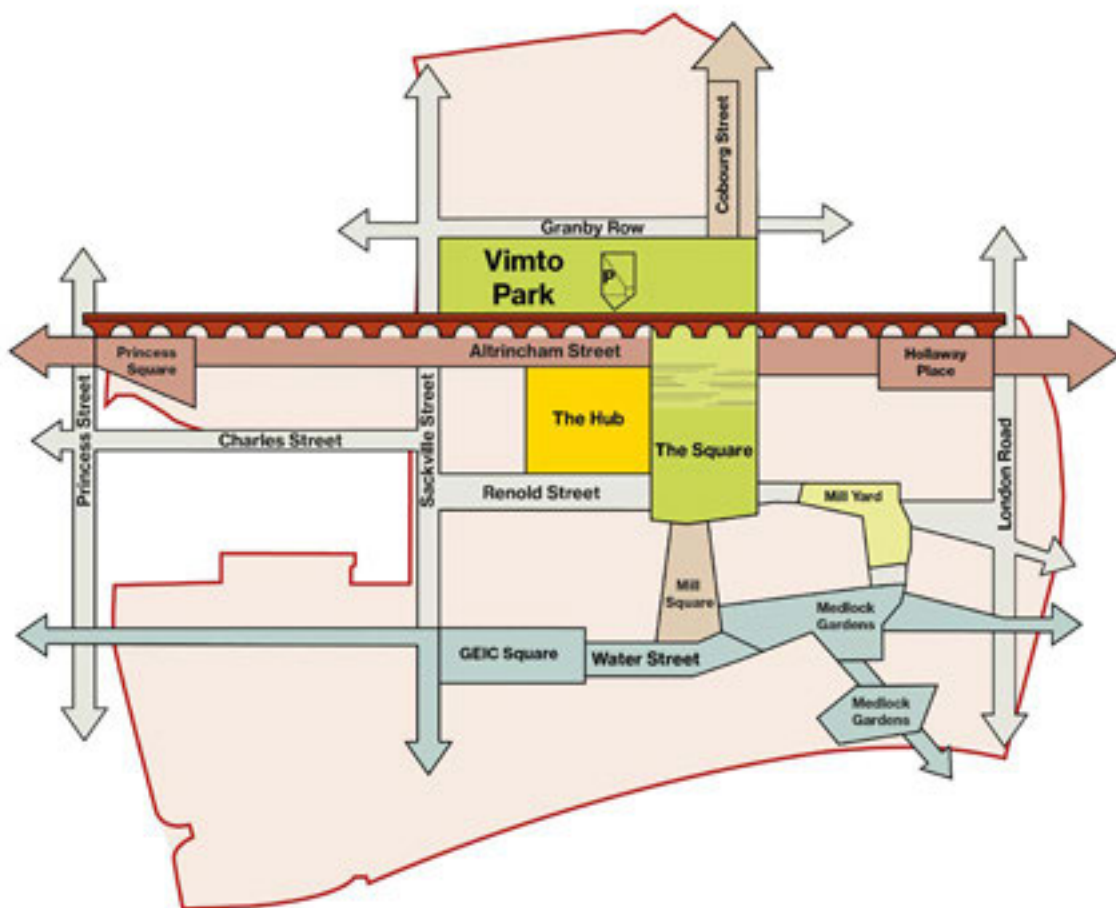 Cobourg Street
Granby Row
Vimto
Park
P
Princess
Square
Altrincham Street
Hollaway
Place
Princess Street
Charles Street
Sackville Street
The Hub
The Square
London Road
Renold Street
Mill Yard
Mill
Square
Medlock
Gardens
GEIC Square
Water Street
Medlock
Gardens